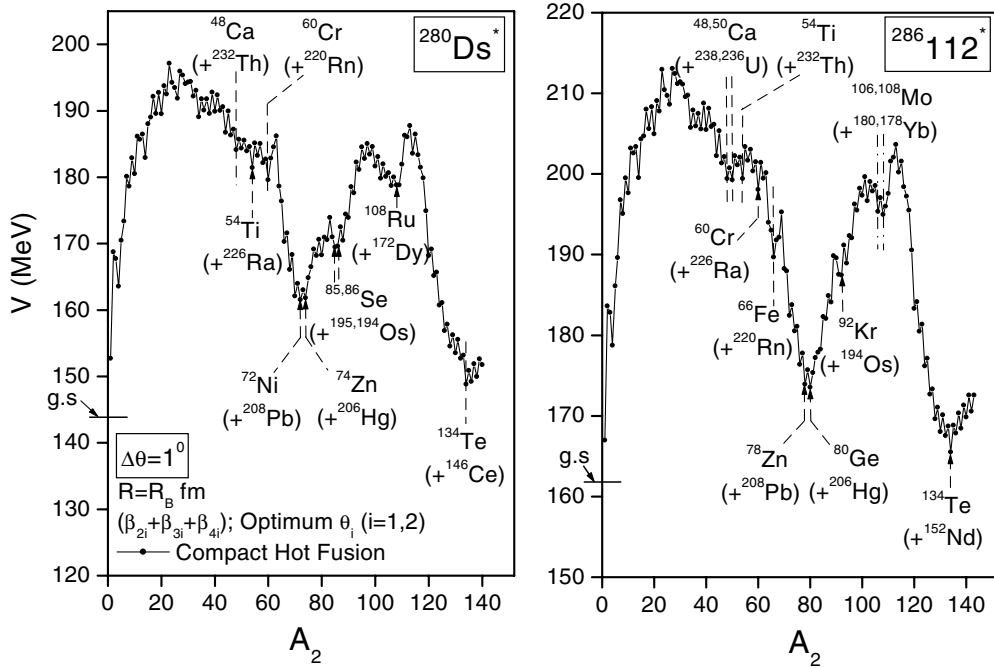 280Ds*
48Ca
(+232Th)
60Cr
(+220Rn)
54Ti
(+226Ra)
108Ru
(+172Dy)
85,86Se
(+195,194Os)
72Ni
(+208Pb)
74Zn
(+206Hg)
134Te
(+146Ce)
g.s
Δθ=1⁰
R=R_B fm
(β2i+β3i+β4i); Optimum θi (i=1,2)
Compact Hot Fusion
V (MeV)
200
190
180
170
160
150
140
130
120
0 20 40 60 80 100 120 140
A2
286112*
48,50Ca
(+238,236U)
54Ti
(+232Th)
106,108Mo
(+180,178Yb)
60Cr
(+226Ra)
66Fe
(+220Rn)
92Kr
(+194Os)
78Zn
(+208Pb)
80Ge
(+206Hg)
134Te
(+152Nd)
g.s
220
210
200
190
180
170
160
150
0 20 40 60 80 100 120 140
A2